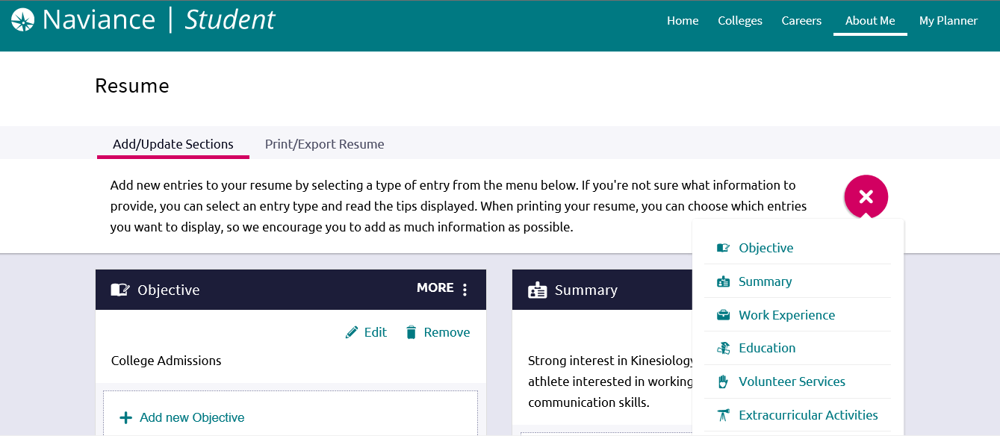 Naviance | Student
Home Colleges Careers About Me My Planner
Resume
Add/Update Sections Print/Export Resume
Add new entries to your resume by selecting a type of entry from the menu below. If you're not sure what information to
provide, you can select an entry type and read the tips displayed. When printing your resume, you can choose which entries
you want to display, so we encourage you to add as much information as possible.
Objective
Summary
Work Experience
Education
Volunteer Services
Extracurricular Activities
Objective MORE
Edit Remove
College Admissions
+ Add new Objective
Summary
Strong interest in Kinesiology
athlete interested in working
communication skills.